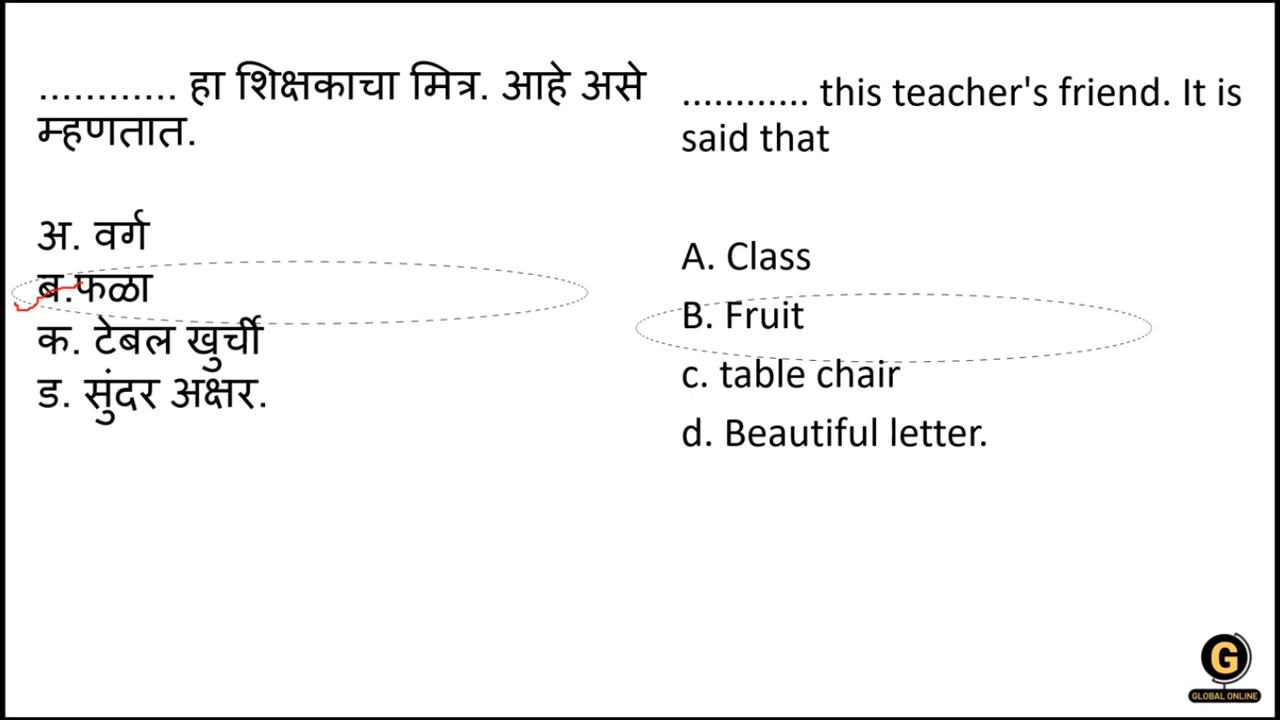 ............ हा शिक्षकाचा मित्र. आहे असे
म्हणतात.
अ. वर्ग
ब.फळा
क. टेबल खुर्ची
ड. सुंदर अक्षर.
............ this teacher's friend. It is
said that
A. Class
B. Fruit
c. table chair
d. Beautiful letter.
G
GLOBAL ONLINE